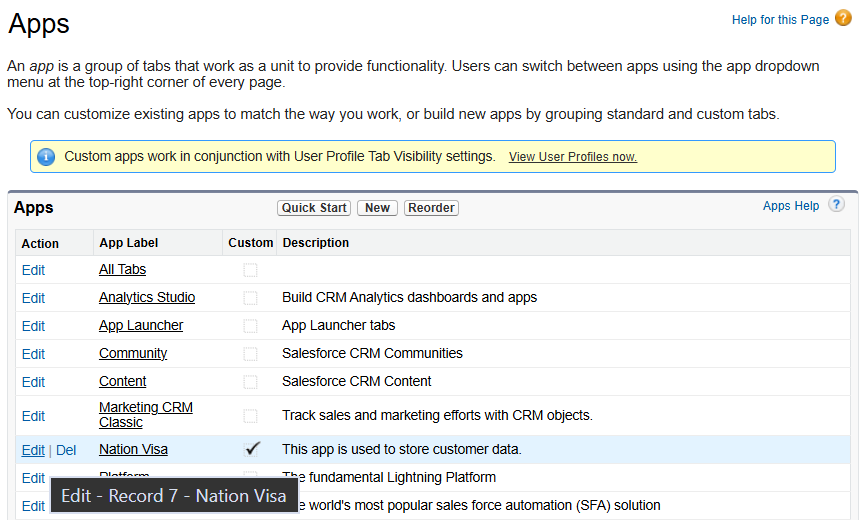 Apps
Help for this Page
An app is a group of tabs that work as a unit to provide functionality. Users can switch between apps using the app dropdown
menu at the top-right corner of every page.
You can customize existing apps to match the way you work, or build new apps by grouping standard and custom tabs.
Custom apps work in conjunction with User Profile Tab Visibility settings. View User Profiles now.
Apps Quick Start New Reorder Apps Help ?
Action App Label Custom Description
Edit All Tabs
Edit Analytics Studio Build CRM Analytics dashboards and apps
Edit App Launcher App Launcher tabs
Edit Community Salesforce CRM Communities
Edit Content Salesforce CRM Content
Edit Marketing CRM
Classic Track sales and marketing efforts with CRM objects.
Edit | Del Nation Visa This app is used to store customer data.
Edit Platform The fundamental Lightning Platform
Edit world's most popular sales force automation (SFA) solution
Edit - Record 7 - Nation Visa